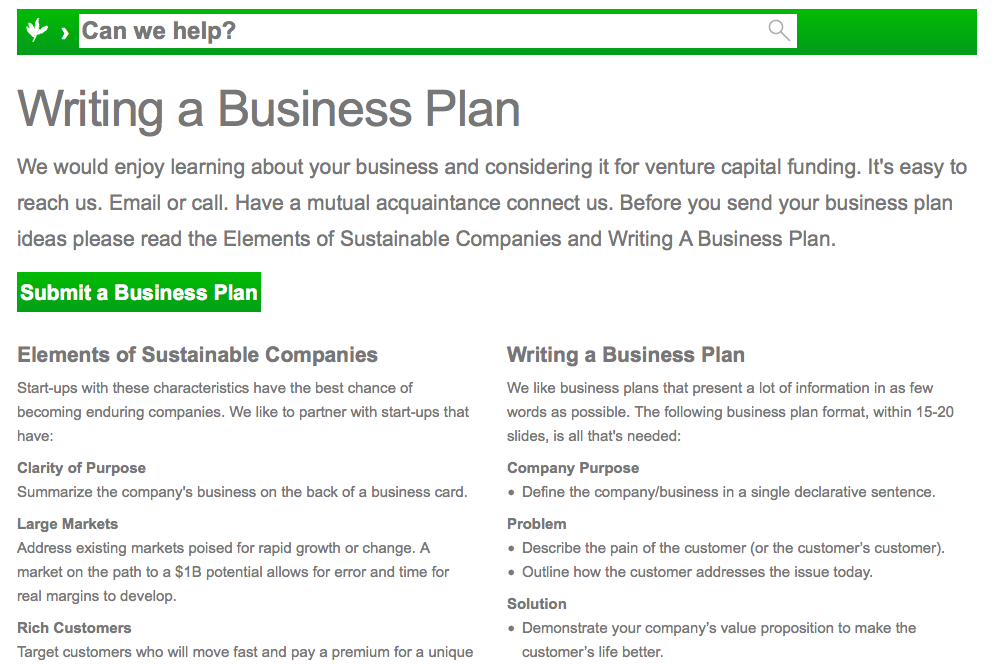 › Can we help?
Writing a Business Plan
We would enjoy learning about your business and considering it for venture capital funding. It's easy to
reach us. Email or call. Have a mutual acquaintance connect us. Before you send your business plan
ideas please read the Elements of Sustainable Companies and Writing A Business Plan.
Submit a Business Plan
Elements of Sustainable Companies
Start-ups with these characteristics have the best chance of
becoming enduring companies. We like to partner with start-ups that
have:
Clarity of Purpose
Summarize the company's business on the back of a business card.
Large Markets
Address existing markets poised for rapid growth or change. A
market on the path to a $1B potential allows for error and time for
real margins to develop.
Rich Customers
Target customers who will move fast and pay a premium for a unique
Writing a Business Plan
We like business plans that present a lot of information in as few
words as possible. The following business plan format, within 15-20
slides, is all that's needed:
Company Purpose
• Define the company/business in a single declarative sentence.
Problem
• Describe the pain of the customer (or the customer’s customer).
• Outline how the customer addresses the issue today.
Solution
• Demonstrate your company’s value proposition to make the
customer’s life better.